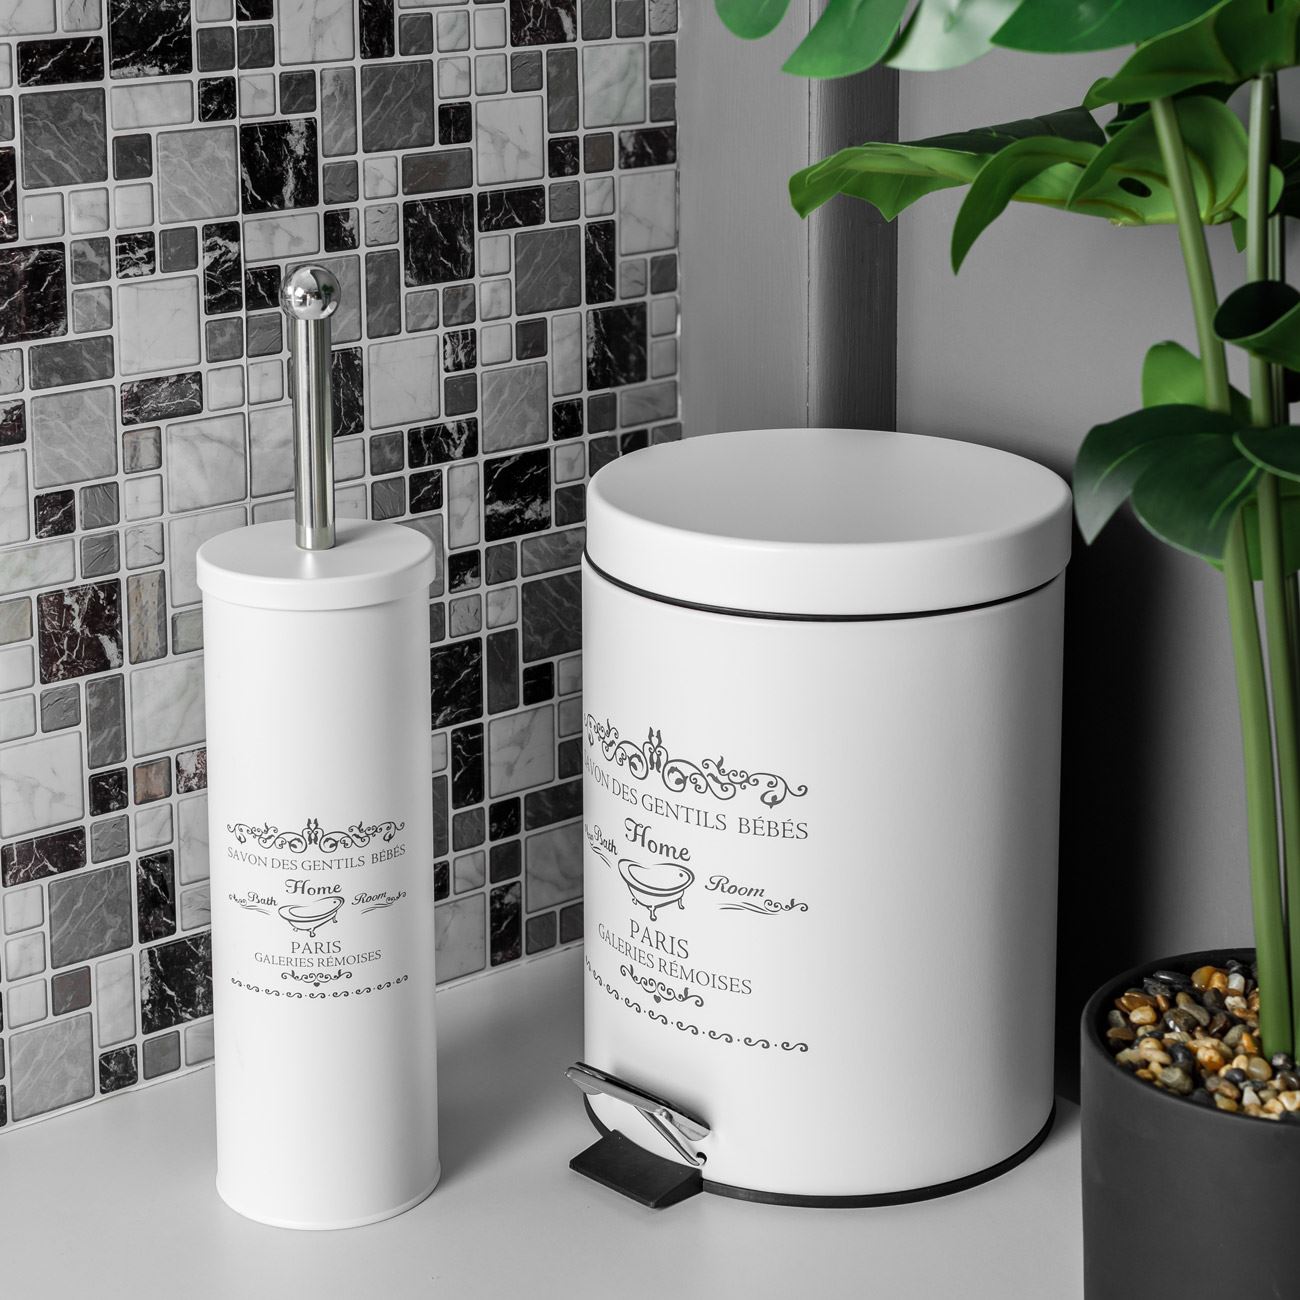 SAVON DES GENTILS BÉBÉS
Home
Bath Room
PARIS
GALERIES RÉMOISES
SAVON DES GENTILS BÉBÉS
Home
Bath Room
PARIS
GALERIES RÉMOISES